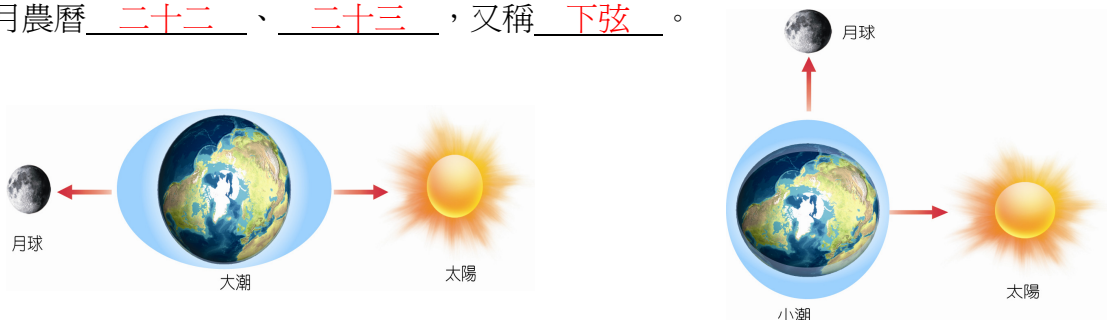 月農曆 二十二 、 二十三 ,又稱 下弦 。
月球
月球
大潮
太陽
太陽
小潮